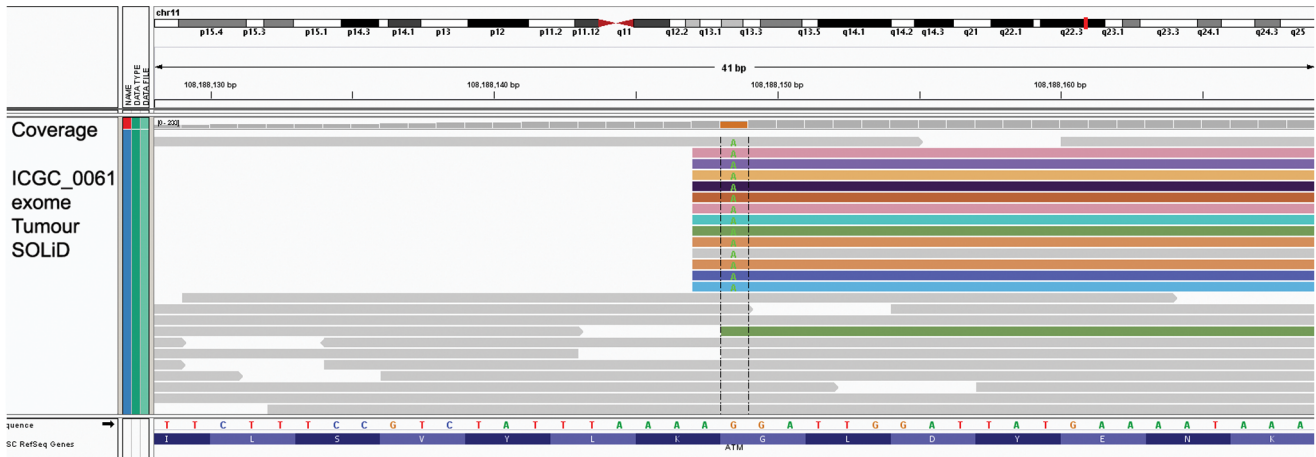 chr11
p15.4 p15.3 p15.1 p14.3 p14.1 p13 p12 p11.2 p11.12 q11 q12.2 q13.1 q13.3 q13.5 q14.1 q14.2 q14.3 q21 q22.1 q22.3 q23.1 q23.3 q24.1 q24.3 q25
41 bp
108,188,130 bp 108,188,140 bp 108,188,150 bp 108,188,160 bp
NAME
DATA TYPE
DATA FILE
Coverage
[0 - 233]
ICGC_0061
exome
Tumour
SOLiD
A
A
A
A
A
A
A
A
A
A
A
A
A
A
quence
T T C T T T C C G T C T A T T T A A A A G G A T T G G A T T A T G A A A A T A A A
SC RefSeq Genes
I L S V Y L K G L D Y E N K
ATM